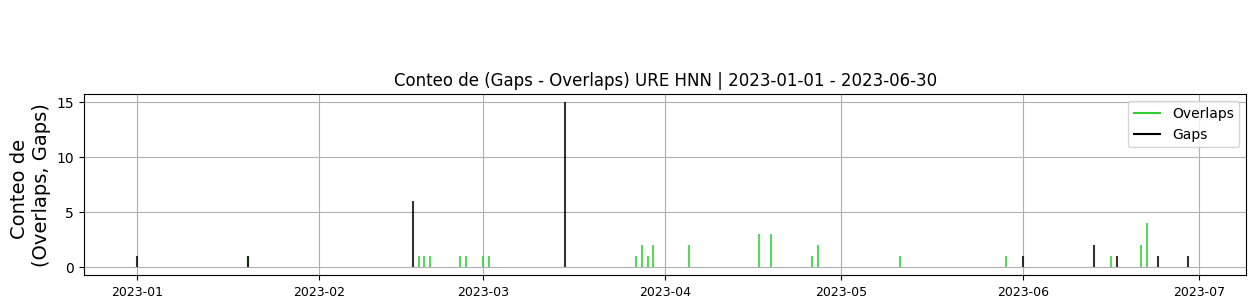 Conteo de (Gaps - Overlaps) URE HNN | 2023-01-01 - 2023-06-30
Conteo de
(Overlaps, Gaps)
15
10
5
0
Overlaps
Gaps
2023-01
2023-02
2023-03
2023-04
2023-05
2023-06
2023-07